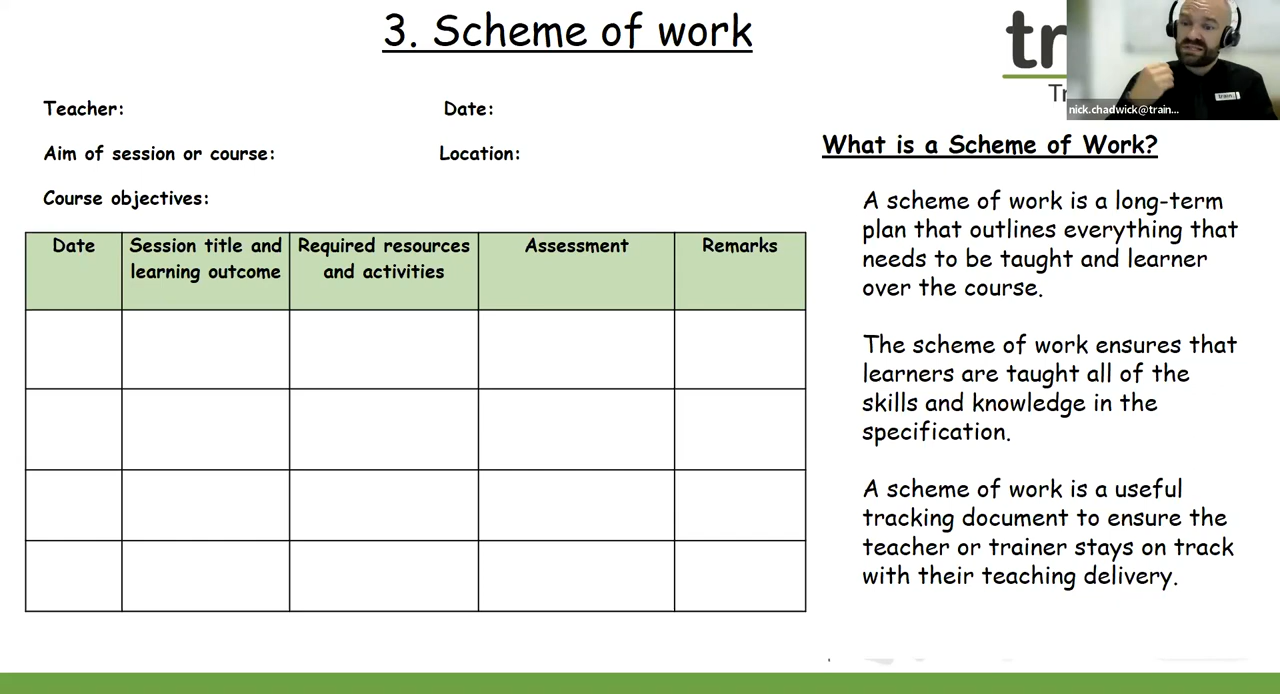 3. Scheme of work
tr
Tr
nick.chadwick@train...
Teacher:
Date:
Aim of session or course:
Location:
Course objectives:
Date
Session title and
learning outcome
Required resources
and activities
Assessment
Remarks
What is a Scheme of Work?
A scheme of work is a long-term
plan that outlines everything that
needs to be taught and learner
over the course.
The scheme of work ensures that
learners are taught all of the
skills and knowledge in the
specification.
A scheme of work is a useful
tracking document to ensure the
teacher or trainer stays on track
with their teaching delivery.